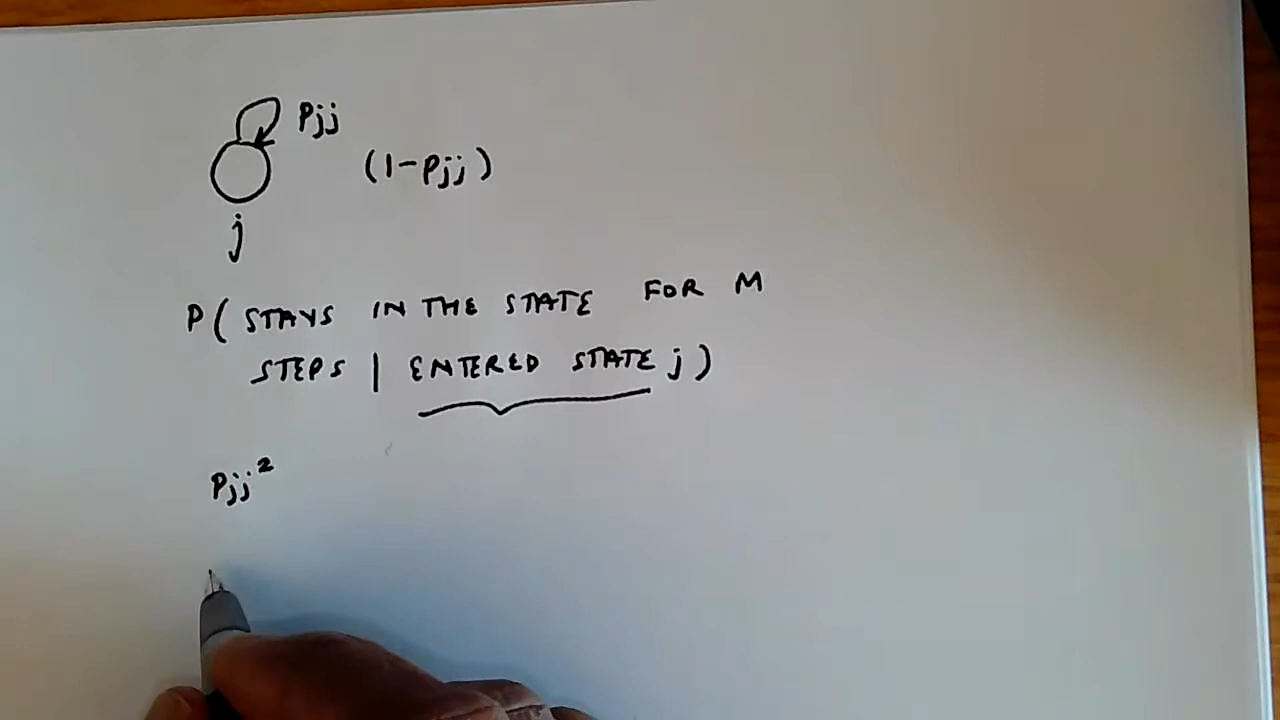 Pjj
(1-Pjj)
j
P( STAYS IN THE STATE FOR M
STEPS | ENTERED STATE j)
Pjj²